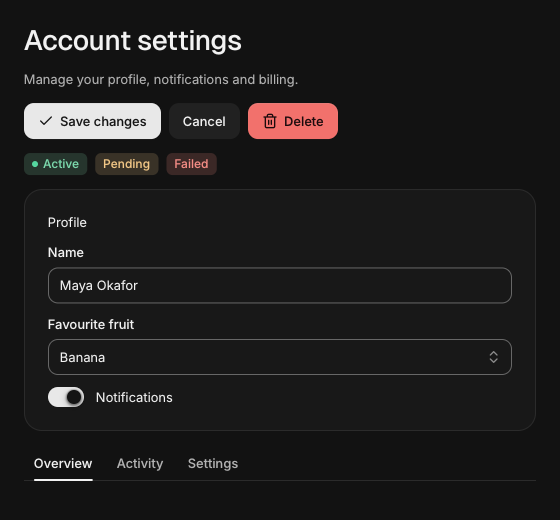 Account settings
Manage your profile, notifications and billing.
Save changes Cancel Delete
Active Pending Failed
Profile
Name
Maya Okafor
Favourite fruit
Banana
Notifications
Overview Activity Settings